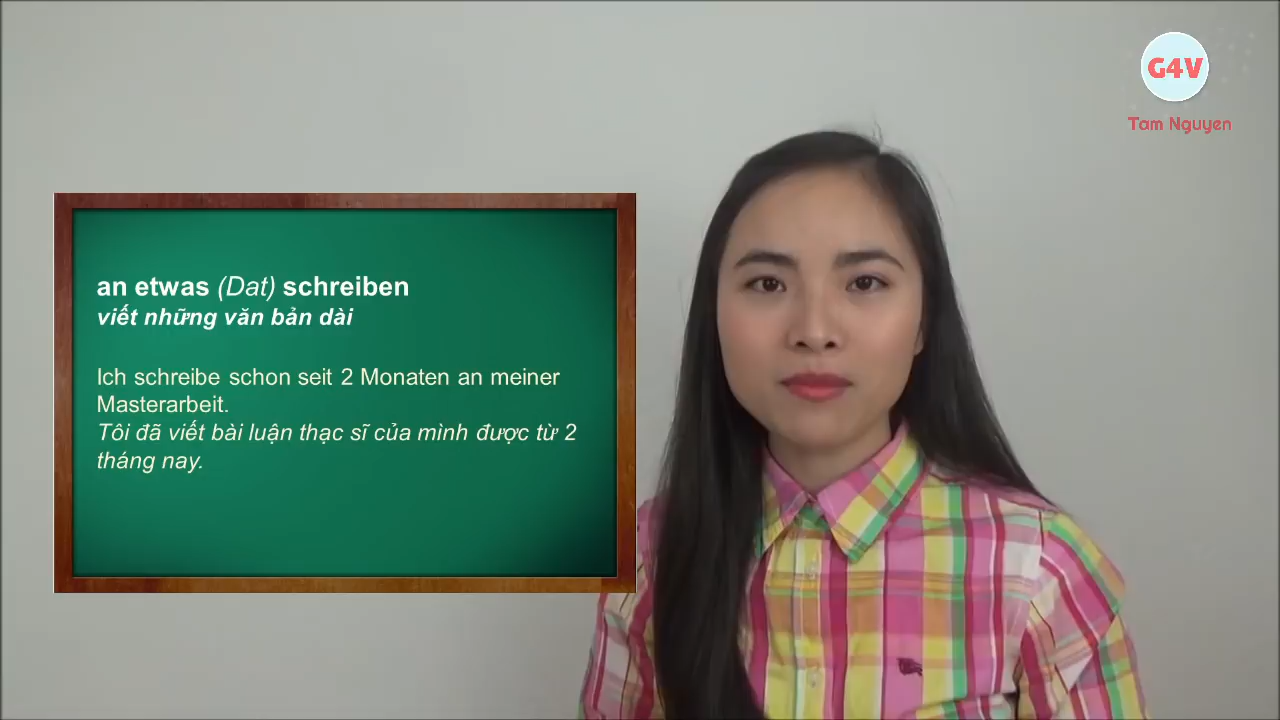 G4V
Tam Nguyen
an etwas (Dat) schreiben
viết những văn bản dài
Ich schreibe schon seit 2 Monaten an meiner
Masterarbeit.
Tôi đã viết bài luận thạc sĩ của mình được từ 2
tháng nay.